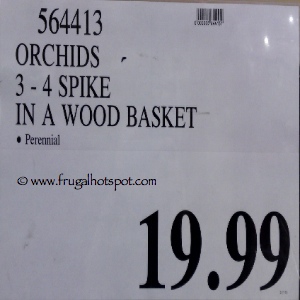 564413
ORCHIDS
3 - 4 SPIKE
IN A WOOD BASKET
• Perennial
© www.frugalhotspot.com
19.99